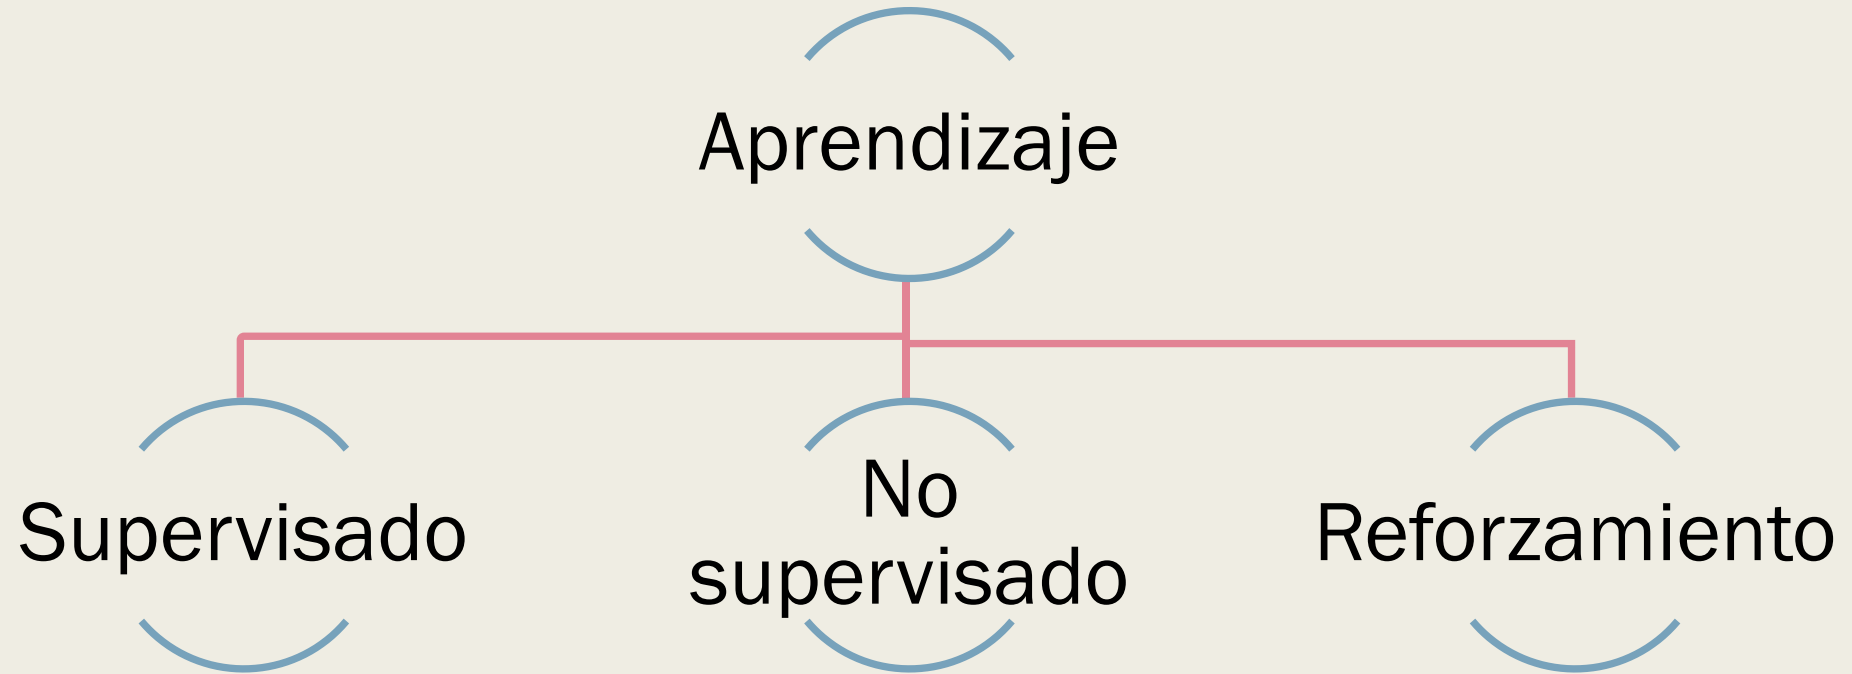 Aprendizaje
Supervisado
No
supervisado
Reforzamiento